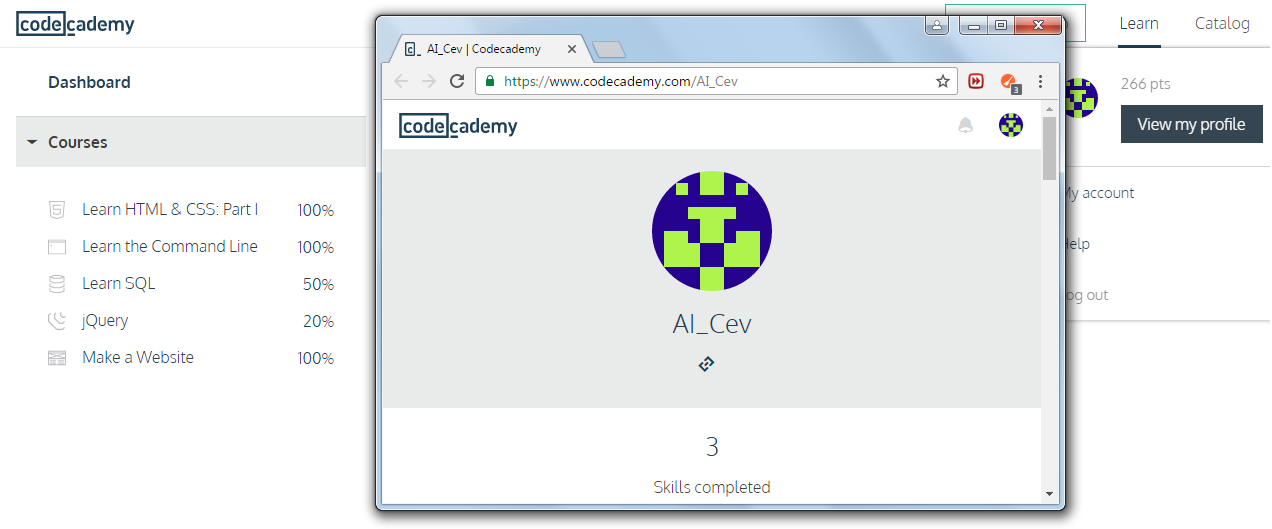 codecademy
Learn
Catalog
Dashboard
266 pts
View my profile
Courses
Learn HTML & CSS: Part I 100%
Learn the Command Line 100%
Learn SQL 50%
jQuery 20%
Make a Website 100%
My account
Help
Log out
AI_Cev | Codecademy
https://www.codecademy.com/AI_Cev
3
codecademy
AI_Cev
3
Skills completed